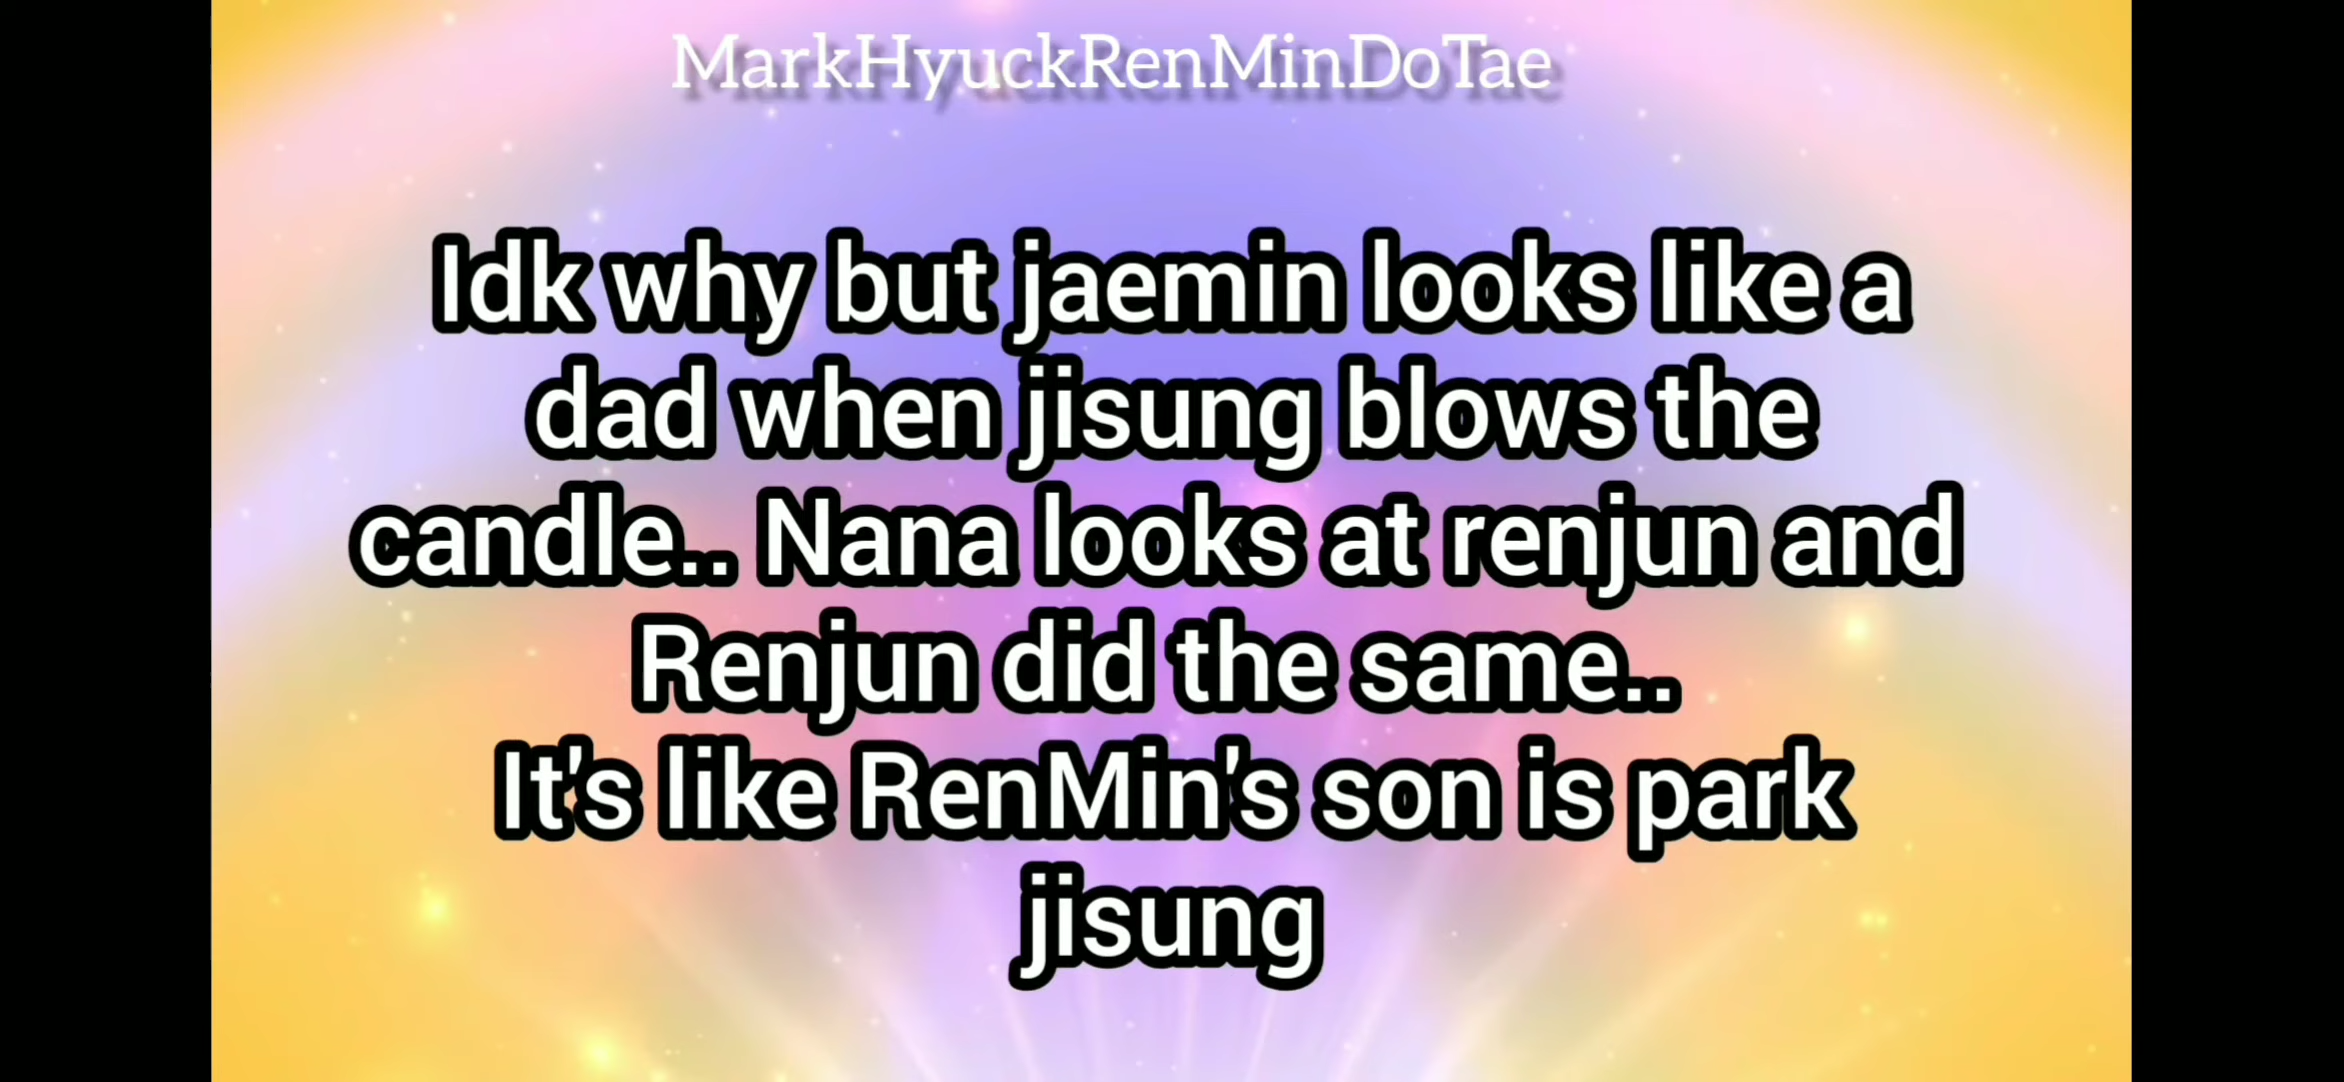 MarkHyuckRenMinDoTae
Idk why but jaemin looks like a
dad when jisung blows the
candle.. Nana looks at renjun and
Renjun did the same..
It's like RenMin's son is park
jisung